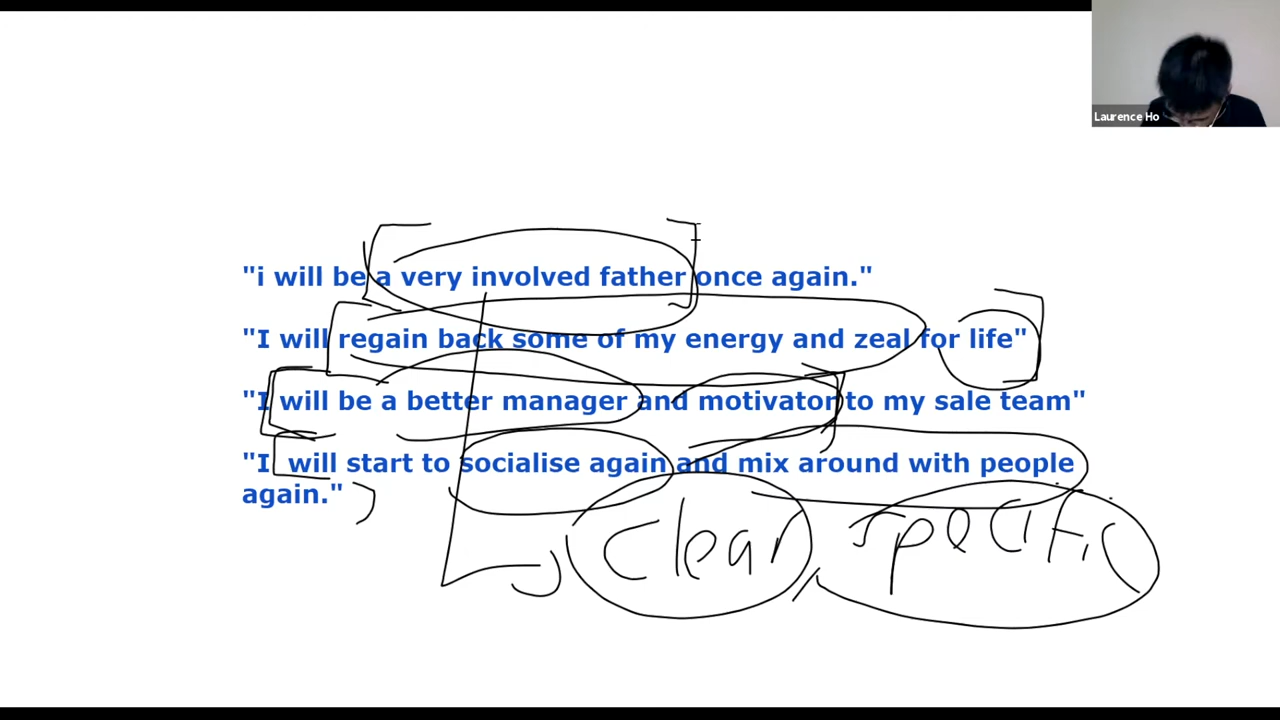 Laurence Ho
"i will be a very involved father once again."
"I will regain back some of my energy and zeal for life"
"I will be a better manager and motivator to my sale team"
"I will start to socialise again and mix around with people
again."
clear, specific